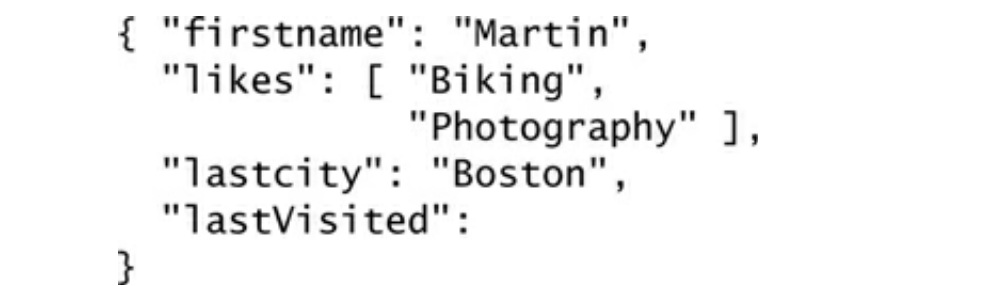 { "firstname": "Martin",
"likes": [ "Biking",
"Photography" ],
"lastcity": "Boston",
"lastVisited":
}